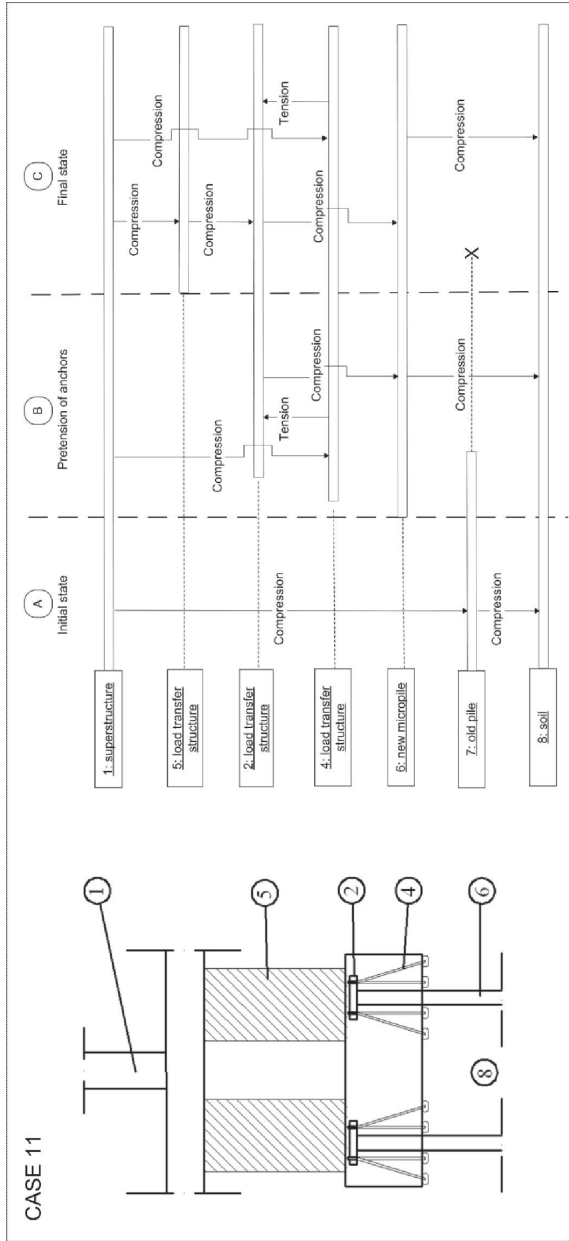 CASE 11
1
5
2
4
6
8
A
Initial state
B
Pretension of anchors
C
Final state
1: superstructure
5: load transfer
structure
2: load transfer
structure
4: load transfer
structure
6: new micropile
7: old pile
8: soil
Compression
Compression
Compression
Tension
Compression
Compression
Compression
Compression
Compression
Compression
Tension
Compression
X